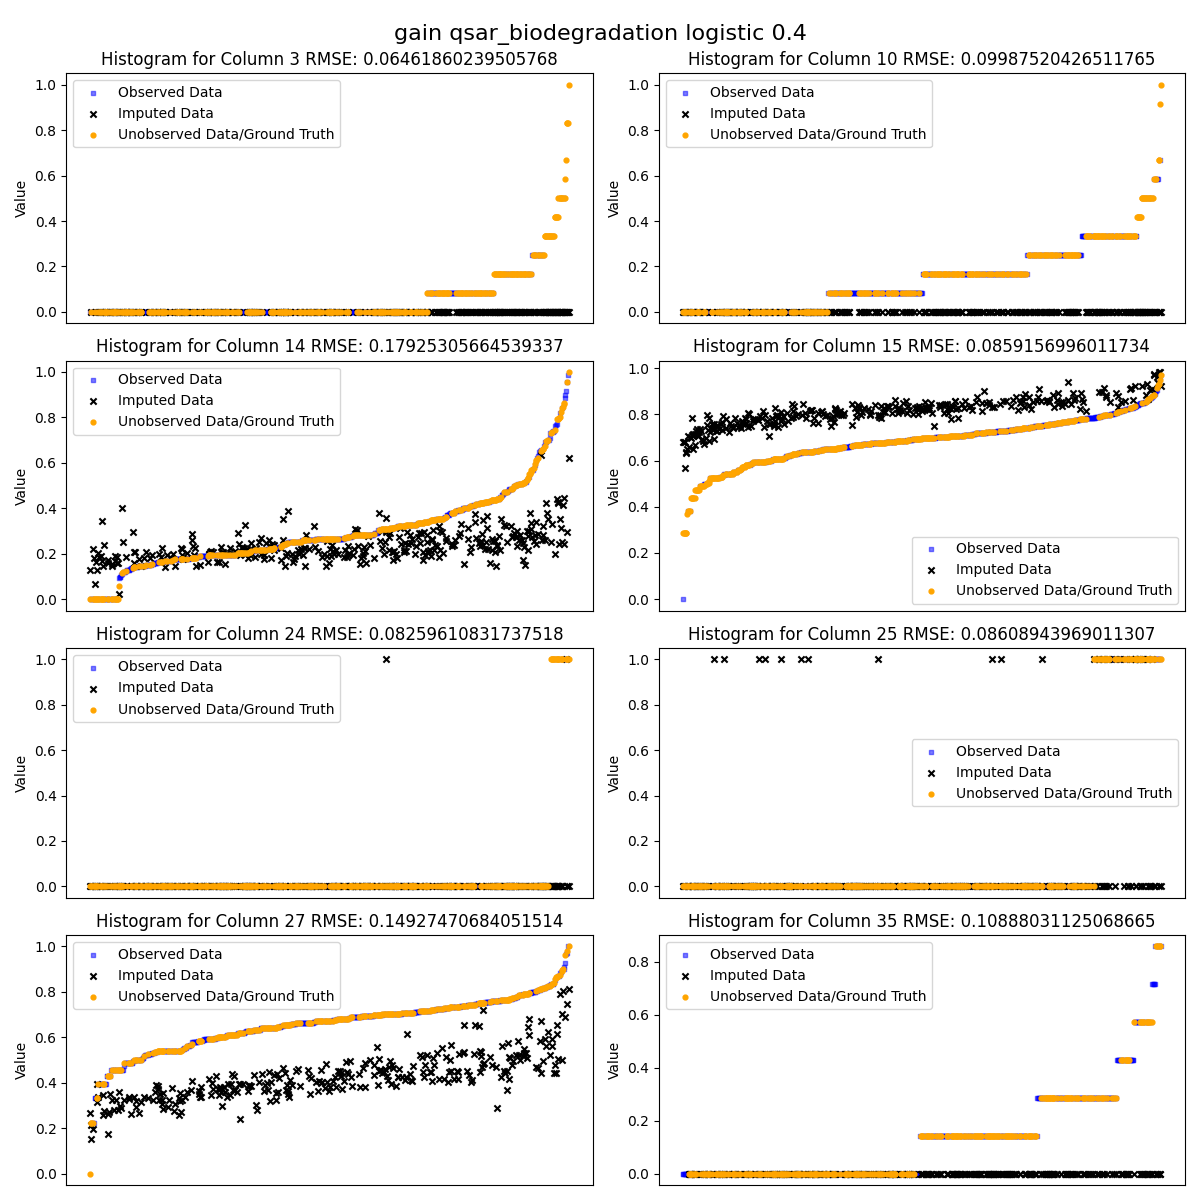 gain qsar_biodegradation logistic 0.4
Histogram for Column 3 RMSE: 0.06461860239505768
Value
1.0
0.8
0.6
0.4
0.2
0.0
Observed Data
Imputed Data
Unobserved Data/Ground Truth
Histogram for Column 10 RMSE: 0.09987520426511765
Value
1.0
0.8
0.6
0.4
0.2
0.0
Observed Data
Imputed Data
Unobserved Data/Ground Truth
Histogram for Column 14 RMSE: 0.17925305664539337
Value
1.0
0.8
0.6
0.4
0.2
0.0
Observed Data
Imputed Data
Unobserved Data/Ground Truth
Histogram for Column 15 RMSE: 0.0859156996011734
Value
1.0
0.8
0.6
0.4
0.2
0.0
Observed Data
Imputed Data
Unobserved Data/Ground Truth
Histogram for Column 24 RMSE: 0.08259610831737518
Value
1.0
0.8
0.6
0.4
0.2
0.0
Observed Data
Imputed Data
Unobserved Data/Ground Truth
Histogram for Column 25 RMSE: 0.08608943969011307
Value
1.0
0.8
0.6
0.4
0.2
0.0
Observed Data
Imputed Data
Unobserved Data/Ground Truth
Histogram for Column 27 RMSE: 0.14927470684051514
Value
1.0
0.8
0.6
0.4
0.2
0.0
Observed Data
Imputed Data
Unobserved Data/Ground Truth
Histogram for Column 35 RMSE: 0.10888031125068665
Value
0.8
0.6
0.4
0.2
0.0
Observed Data
Imputed Data
Unobserved Data/Ground Truth